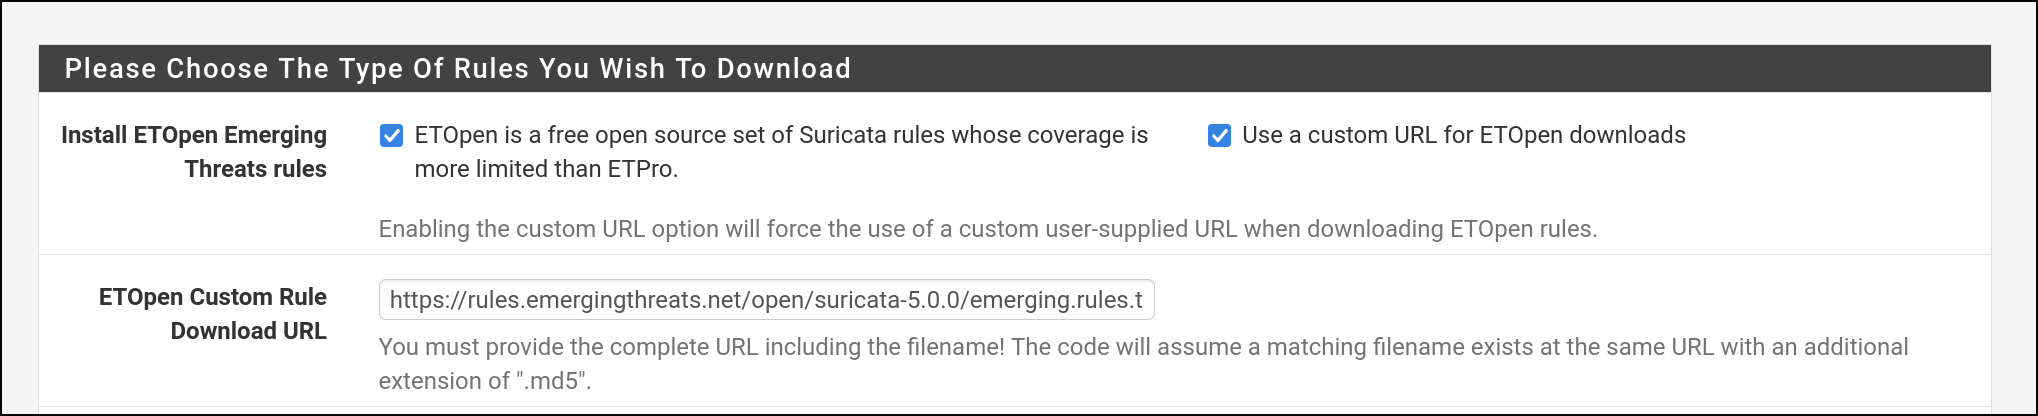 Please Choose The Type Of Rules You Wish To Download
Install ETOpen Emerging
Threats rules
ETOpen is a free open source set of Suricata rules whose coverage is
more limited than ETPro.
Use a custom URL for ETOpen downloads
Enabling the custom URL option will force the use of a custom user-supplied URL when downloading ETOpen rules.
ETOpen Custom Rule
Download URL
https://rules.emergingthreats.net/open/suricata-5.0.0/emerging.rules.t
You must provide the complete URL including the filename! The code will assume a matching filename exists at the same URL with an additional
extension of ".md5".